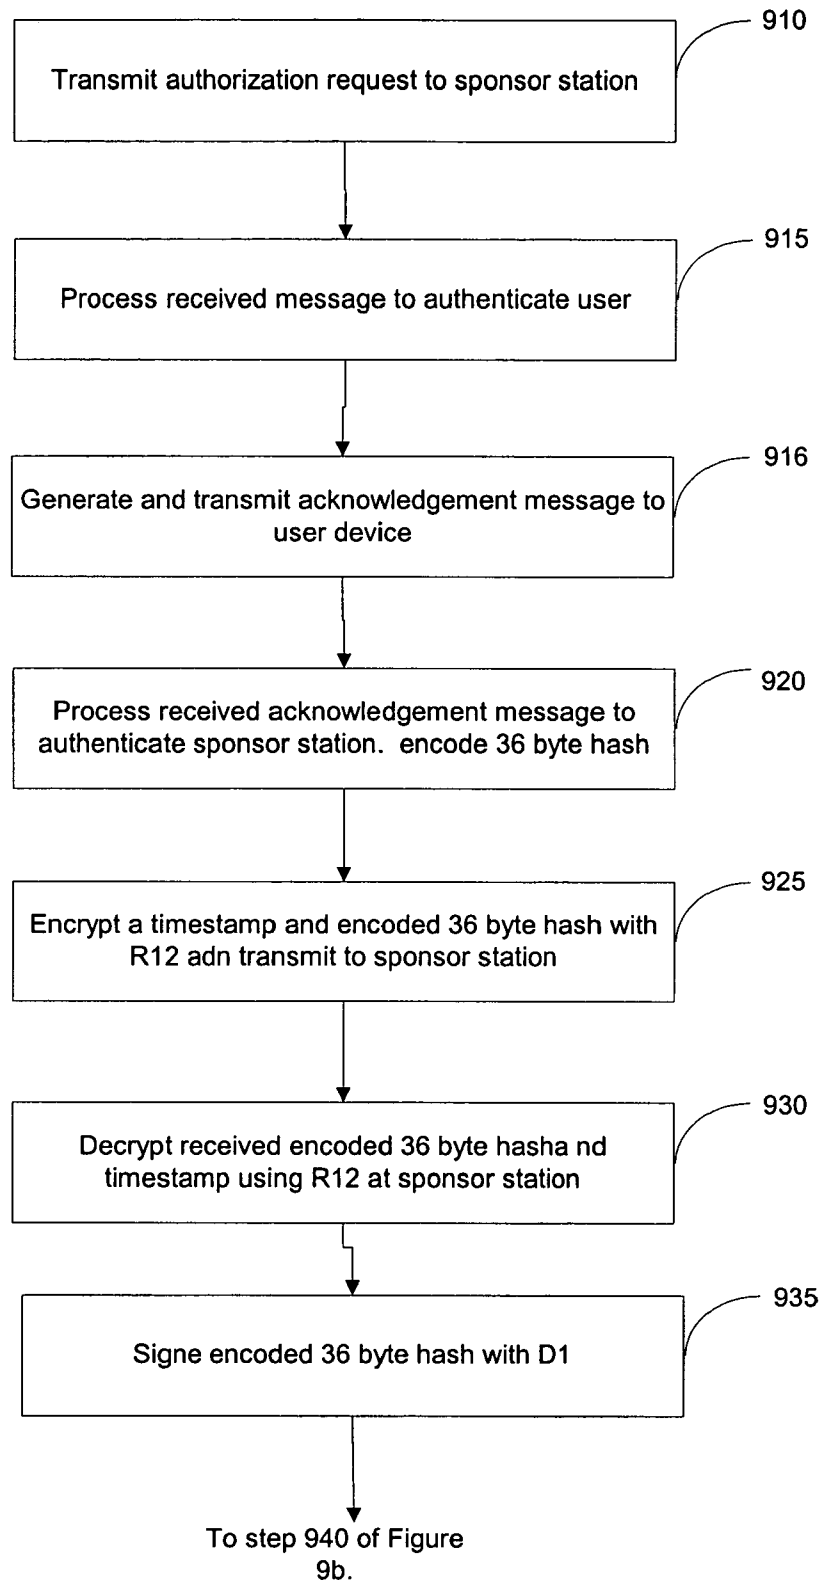 910
Transmit authorization request to sponsor station
915
Process received message to authenticate user
916
Generate and transmit acknowledgement message to
user device
920
Process received acknowledgement message to
authenticate sponsor station.  encode 36 byte hash
925
Encrypt a timestamp and encoded 36 byte hash with
R12 adn transmit to sponsor station
930
Decrypt received encoded 36 byte hasha nd
timestamp using R12 at sponsor station
935
Signe encoded 36 byte hash with D1
To step 940 of Figure
9b.